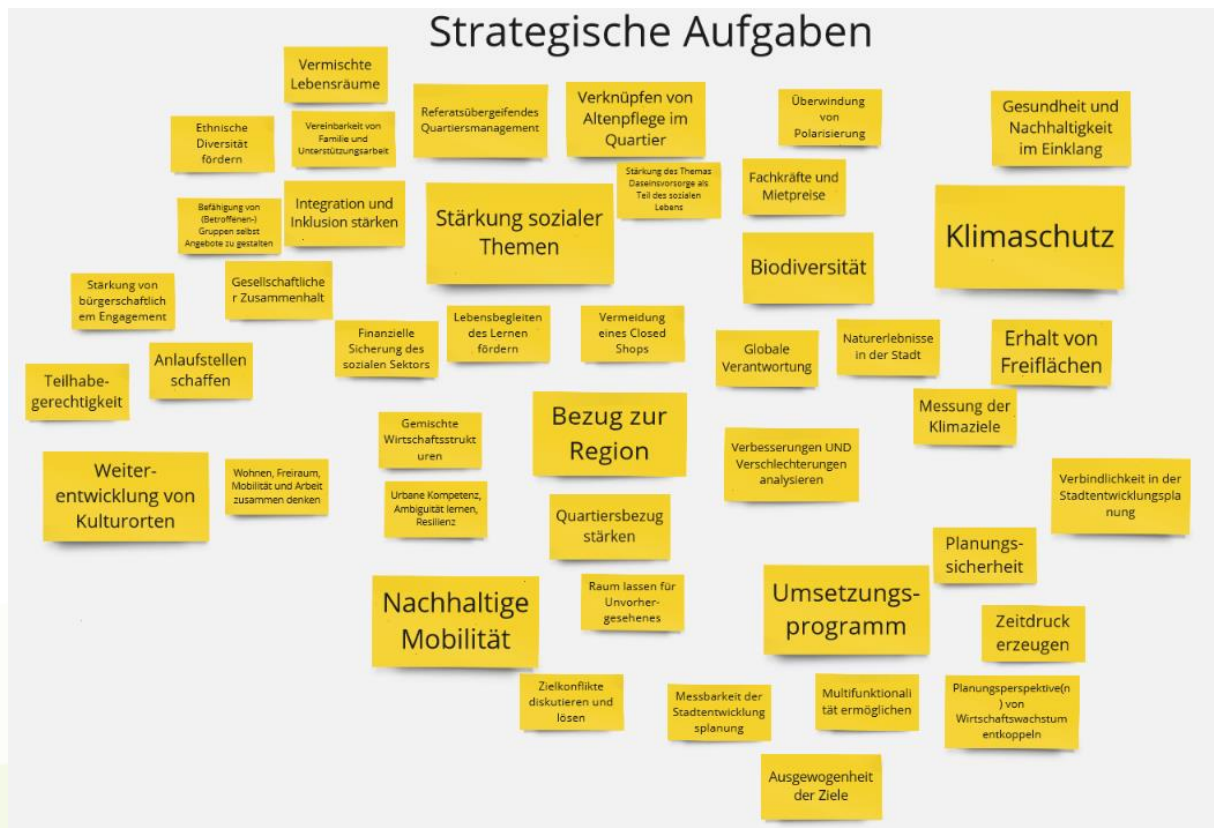 Strategische Aufgaben
Vermischte
Lebensräume
Ethnische
Diversität
fördern
Vereinbarkeit von
Familie und
Unterstützungsarbeit
Referatsübergeifendes
Quartiersmanagement
Verknüpfen von
Altenpflege im
Quartier
Überwindung
von
Polarisierung
Gesundheit und
Nachhaltigkeit
im Einklang
Befähigung von
(Betroffenen-)
Gruppen selbst
Angebote zu gestalten
Integration und
Inklusion stärken
Stärkung sozialer
Themen
Stärkung des Themas
Daseinsvorsorge als
Teil des sozialen
Lebens
Fachkräfte und
Mietpreise
Klimaschutz
Biodiversität
Stärkung von
bürgerschaftlich
em Engagement
Gesellschaftliche
r Zusammenhalt
Finanzielle
Sicherung des
sozialen Sektors
Lebensbegleiten
des Lernen
fördern
Vermeidung
eines Closed
Shops
Globale
Verantwortung
Naturerlebnisse
in der Stadt
Erhalt von
Freiflächen
Teilhabe-
gerechtigkeit
Anlaufstellen
schaffen
Messung der
Klimaziele
Gemischte
Wirtschaftsstrukt
uren
Bezug zur
Region
Verbesserungen UND
Verschlechterungen
analysieren
Weiter-
entwicklung von
Kulturorten
Wohnen, Freiraum,
Mobilität und Arbeit
zusammen denken
Urbane Kompetenz,
Ambiguität lernen,
Resilienz
Quartiersbezug
stärken
Verbindlichkeit in der
Stadtentwicklungspla
nung
Planungs-
sicherheit
Nachhaltige
Mobilität
Raum lassen für
Unvorher-
gesehenes
Umsetzungs-
programm
Zeitdruck
erzeugen
Zielkonflikte
diskutieren und
lösen
Messbarkeit der
Stadtentwicklung
splanung
Multifunktionali
tät ermöglichen
Planungsperspektive(n
) von
Wirtschaftswachstum
entkoppeln
Ausgewogenheit
der Ziele